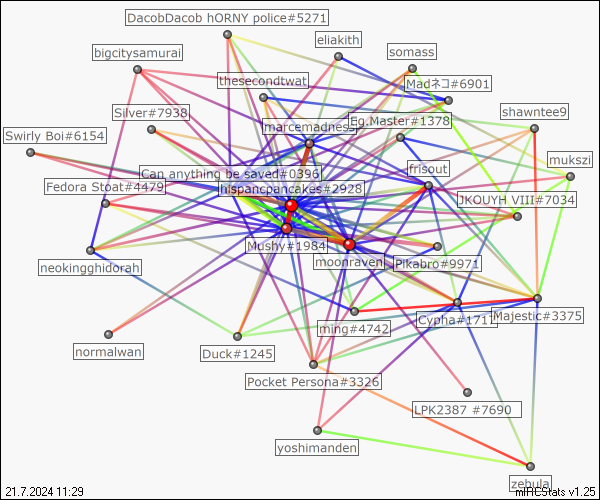 DacobDacob hORNY police#5271
eliakith
bigcitysamurai
somass
thesecondtwat
Madネコ#6901
Silver#7938
marcemadness
Eg.Master#1378
shawntee9
Swirly Boi#6154
mukszi
Can anything be saved#0396
frisout
Fedora Stoat#4479
hispancpancakes#2928
JKOUYH VIII#7034
Mushy#1984
moonraven
Pikabro#9971
neokingghidorah
ming#4742
Cypha#1717
Majestic#3375
normalwan
Duck#1245
Pocket Persona#3326
LPK2387 #7690
yoshimanden
zebula
21.7.2024 11:29
mIRCStats v1.25